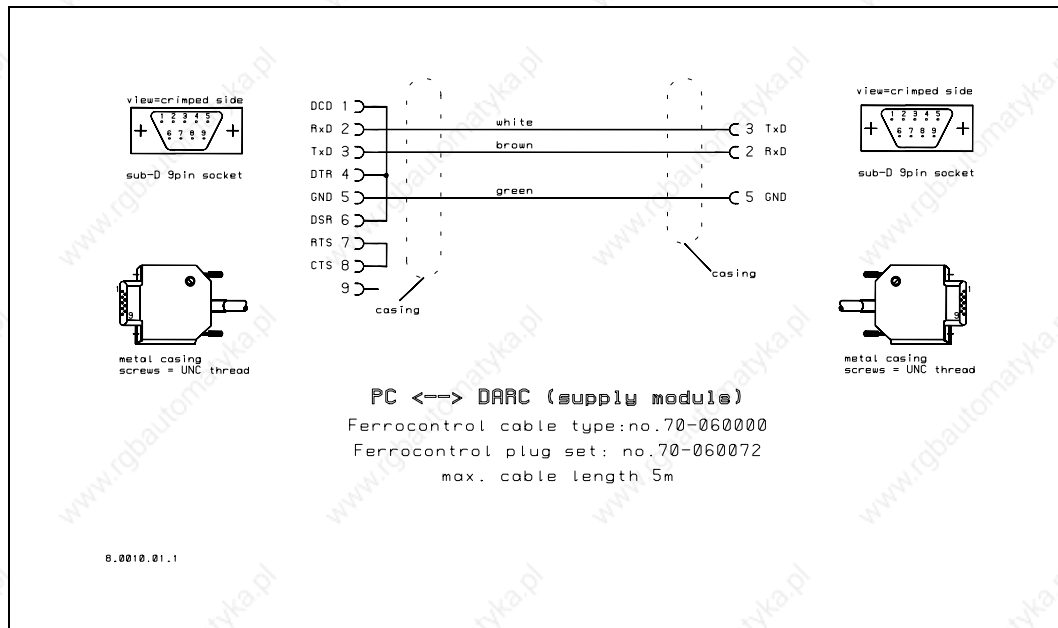 view=crimped side
1 2 3 4 5
6 7 8 9
sub-D 9pin socket
view=crimped side
1 2 3 4 5
6 7 8 9
sub-D 9pin socket
DCD 1
RxD 2 white 3 TxD
TxD 3 brown 2 RxD
DTR 4
GND 5 green 5 GND
DSR 6
RTS 7
CTS 8
9
casing
casing
1
9
metal casing
screws = UNC thread
1
9
metal casing
screws = UNC thread
PC <--> DARC (supply module)
Ferrocontrol cable type:no.70-060000
Ferrocontrol plug set: no.70-060072
max. cable length 5m
8.0010.01.1
www.rgbautomatyka.pl